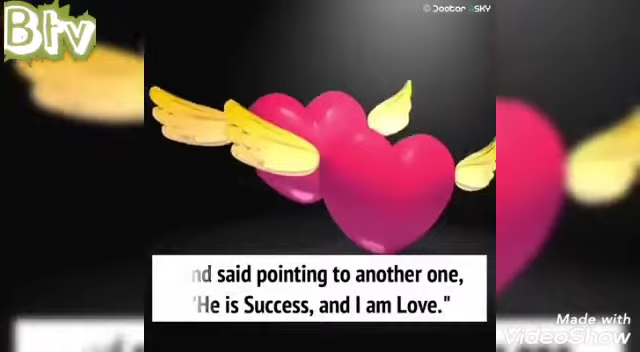 Btv
© Doctor SKY
nd said pointing to another one,
'He is Success, and I am Love."
Made with
VideoShow